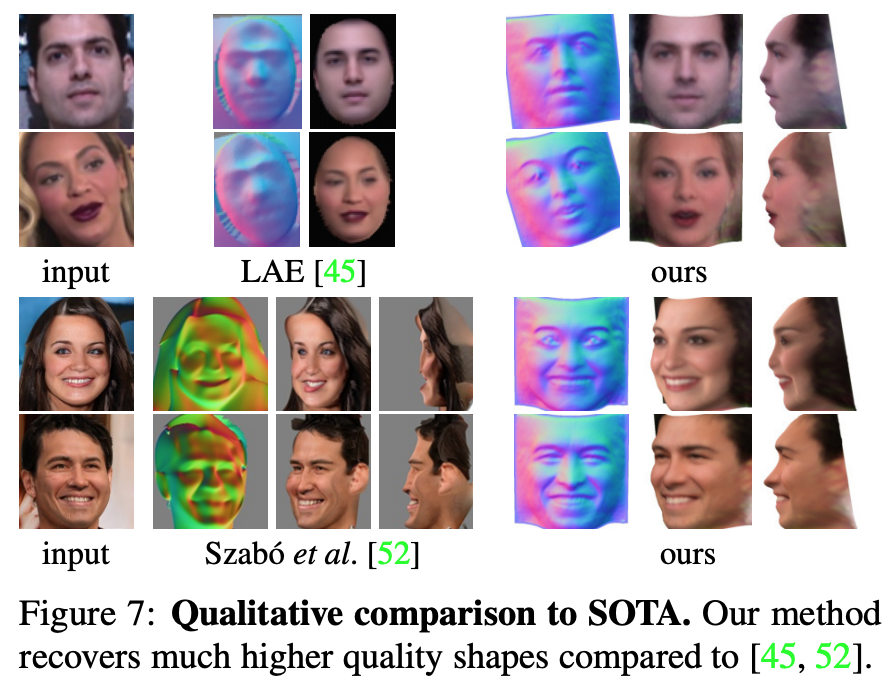 input
LAE [45]
ours
input
Szabó et al. [52]
ours
Figure 7: Qualitative comparison to SOTA. Our method
recovers much higher quality shapes compared to [45, 52].